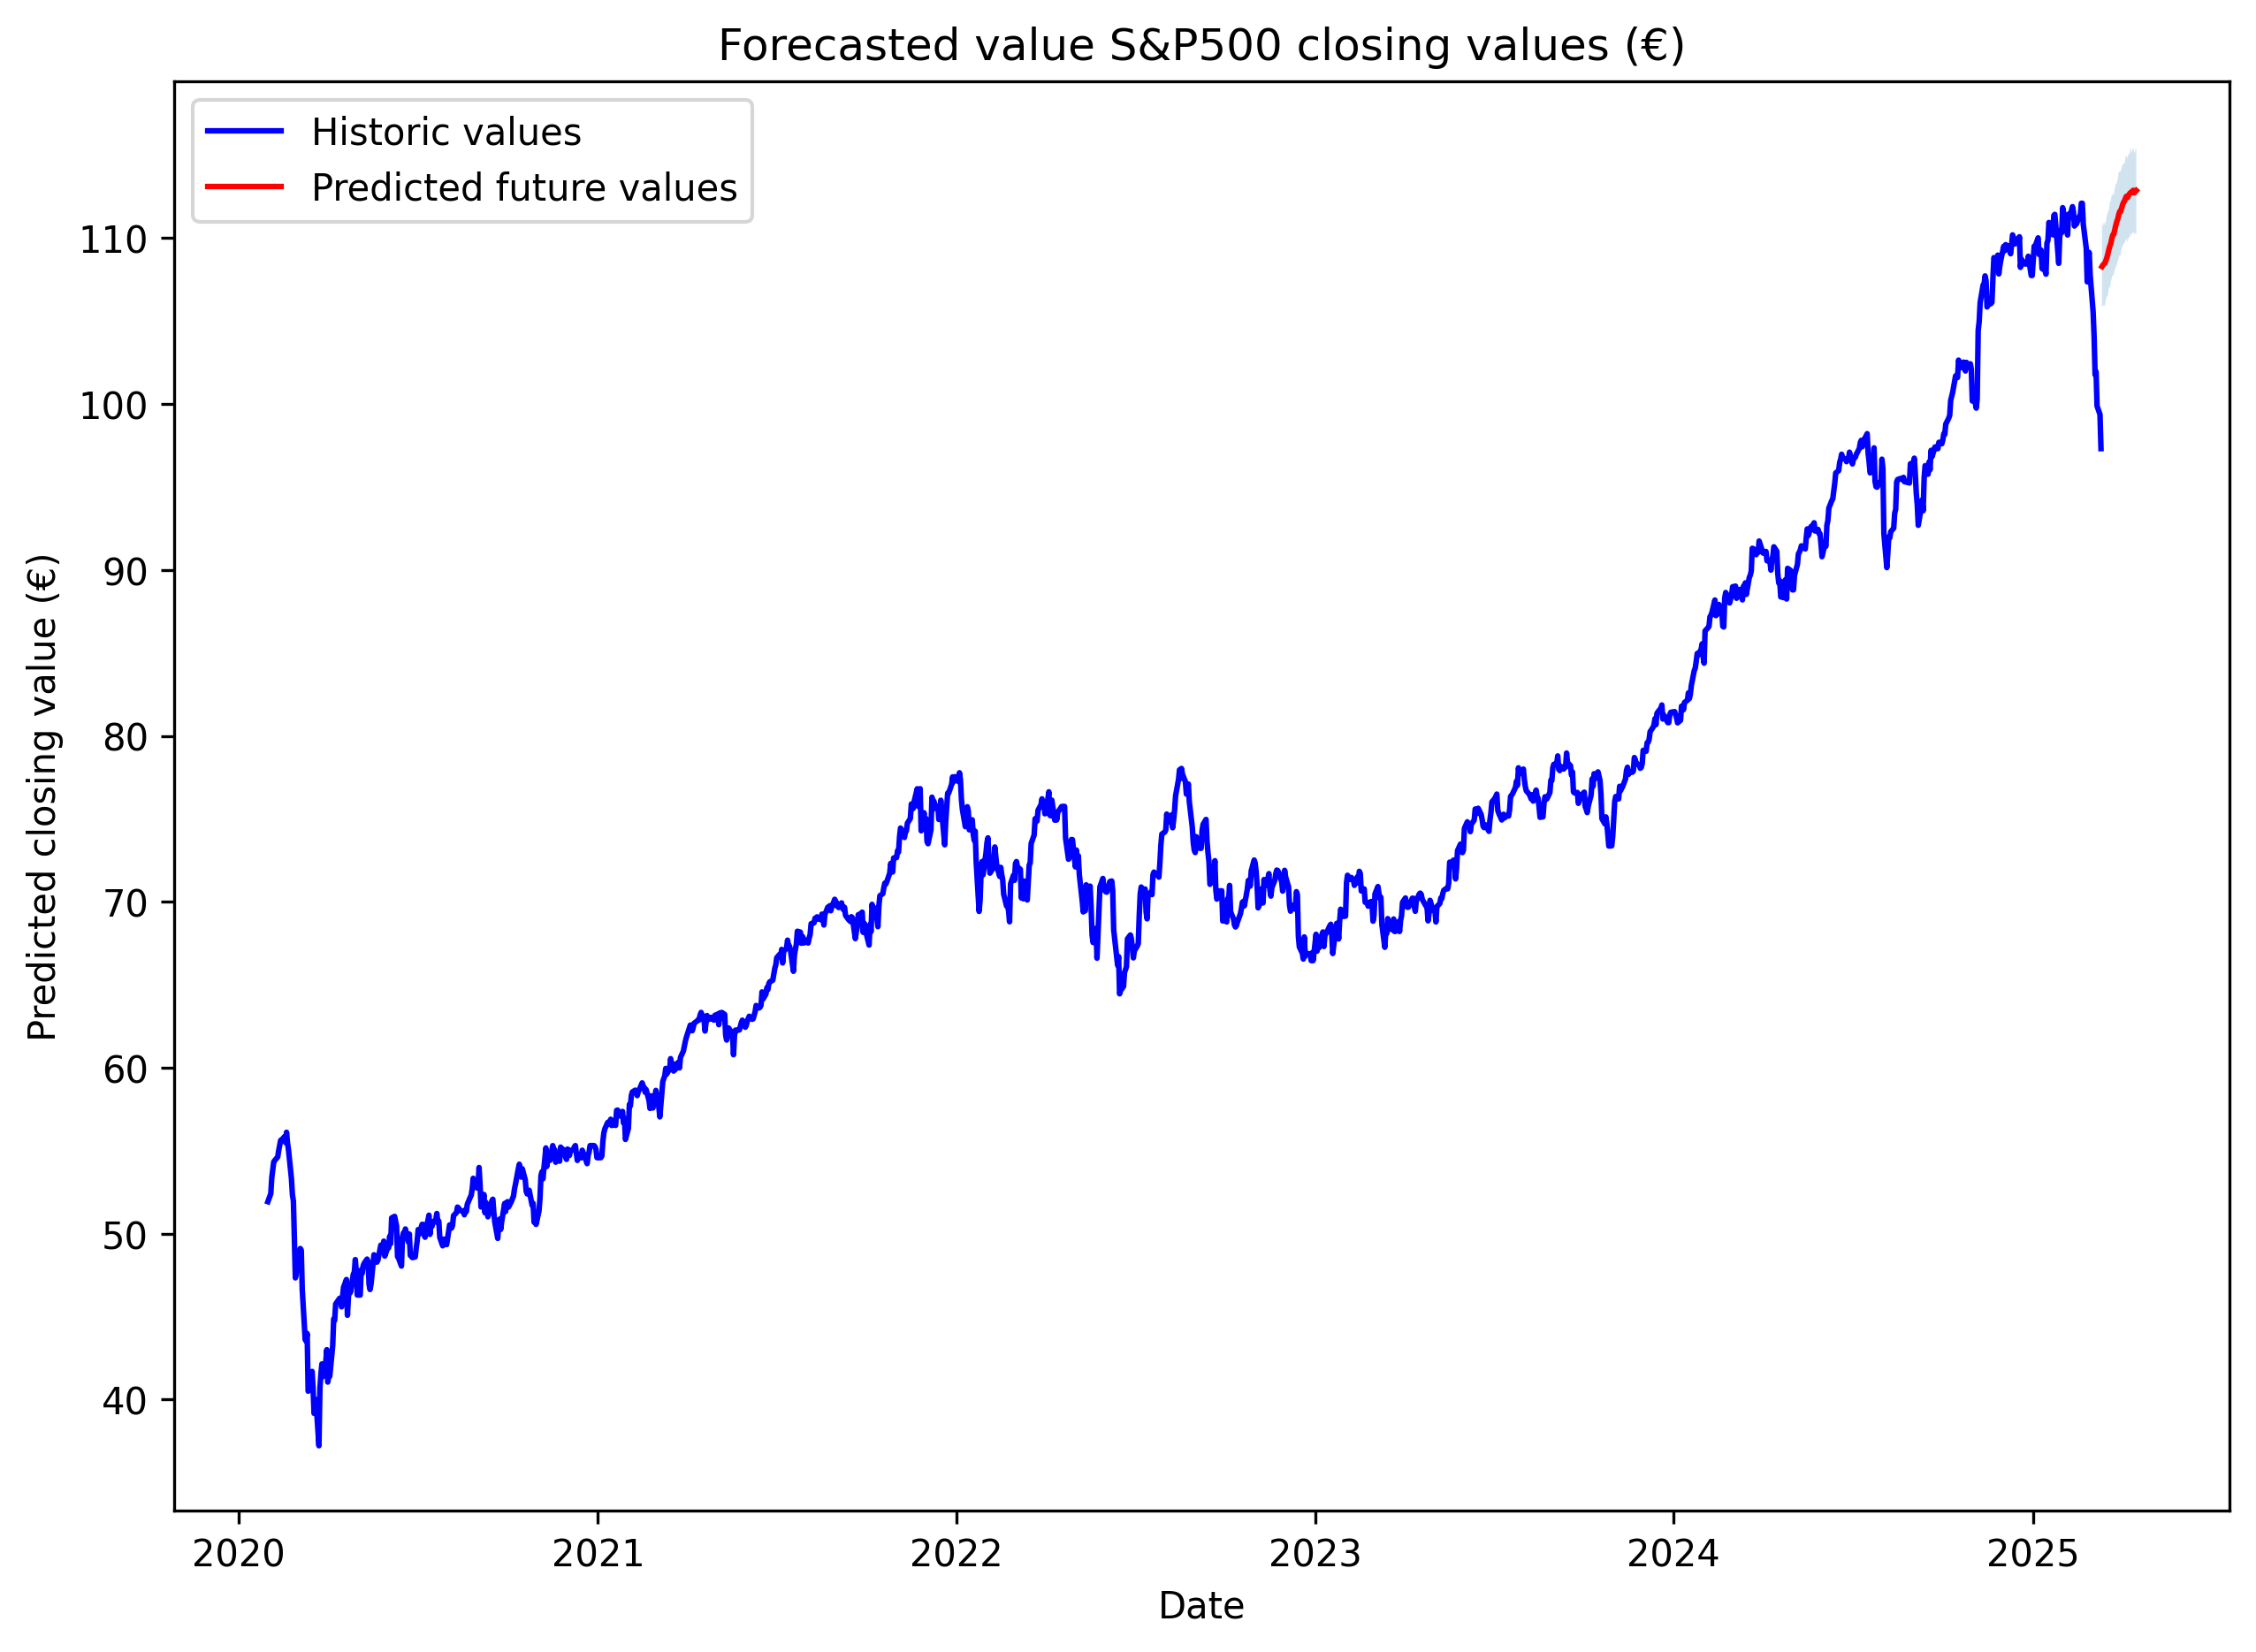 Forecasted value S&P500 closing values (€)
Historic values
Predicted future values
Predicted closing value (€)
110
100
90
80
70
60
50
40
2020 2021 2022 2023 2024 2025
Date